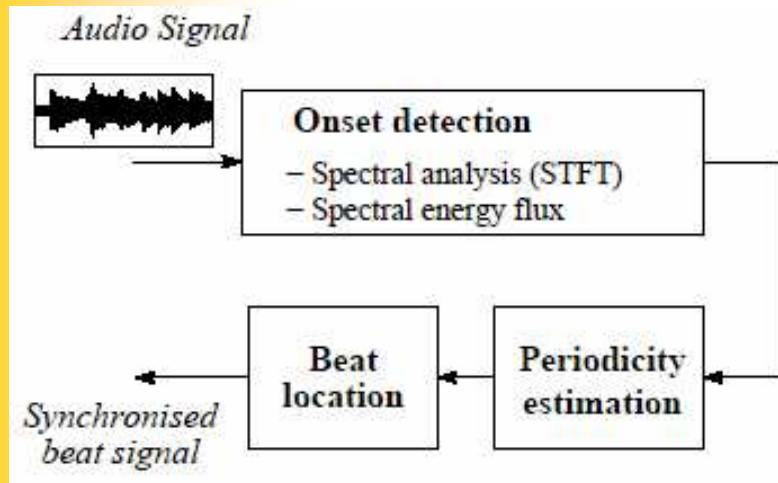 Audio Signal
Onset detection
– Spectral analysis (STFT)
– Spectral energy flux
Periodicity
estimation
Beat
location
Synchronised
beat signal